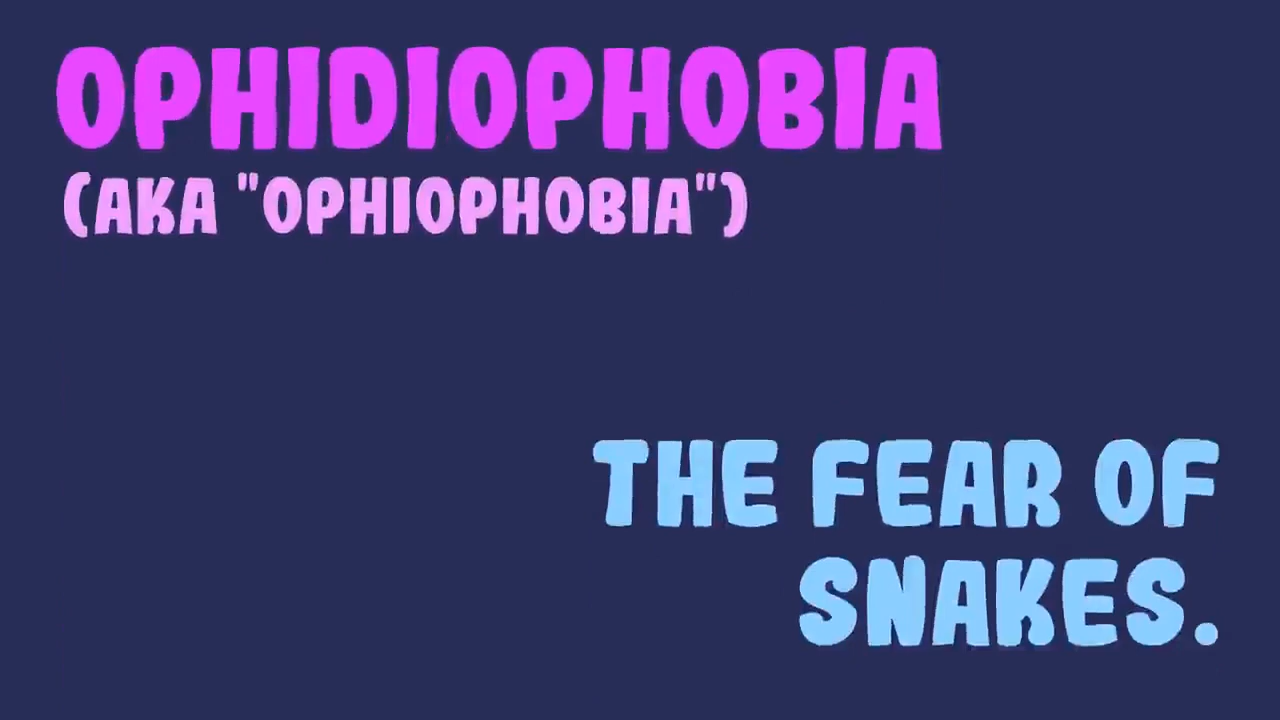 OPHIDIOPHOBIA
(AKA "OPHIOPHOBIA")
THE FEAR OF
SNAKES.